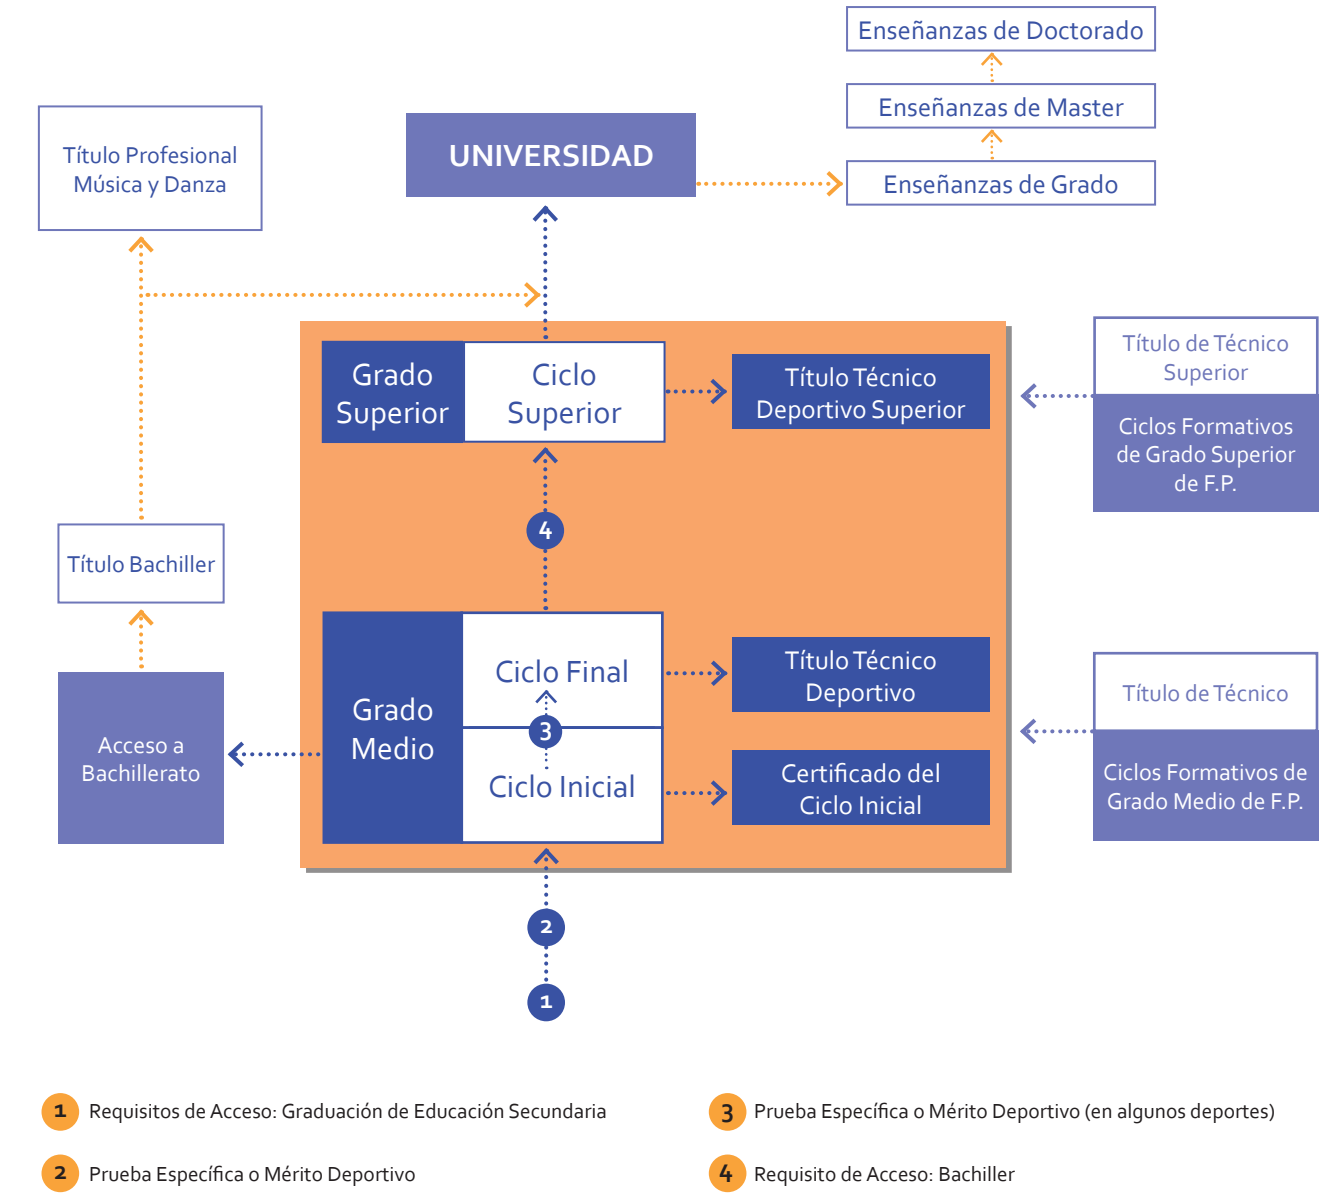 Enseñanzas de Doctorado
Enseñanzas de Master
Enseñanzas de Grado
UNIVERSIDAD
Título Profesional
Música y Danza
Grado
Superior
Ciclo
Superior
Título Técnico
Deportivo Superior
Título de Técnico
Superior
Ciclos Formativos
de Grado Superior
de F.P.
4
Título Bachiller
Grado
Medio
Ciclo Final
3
Ciclo Inicial
Título Técnico
Deportivo
Certificado del
Ciclo Inicial
Título de Técnico
Ciclos Formativos de
Grado Medio de F.P.
Acceso a
Bachillerato
2
1
1 Requisitos de Acceso: Graduación de Educación Secundaria
2 Prueba Específica o Mérito Deportivo
3 Prueba Específica o Mérito Deportivo (en algunos deportes)
4 Requisito de Acceso: Bachiller